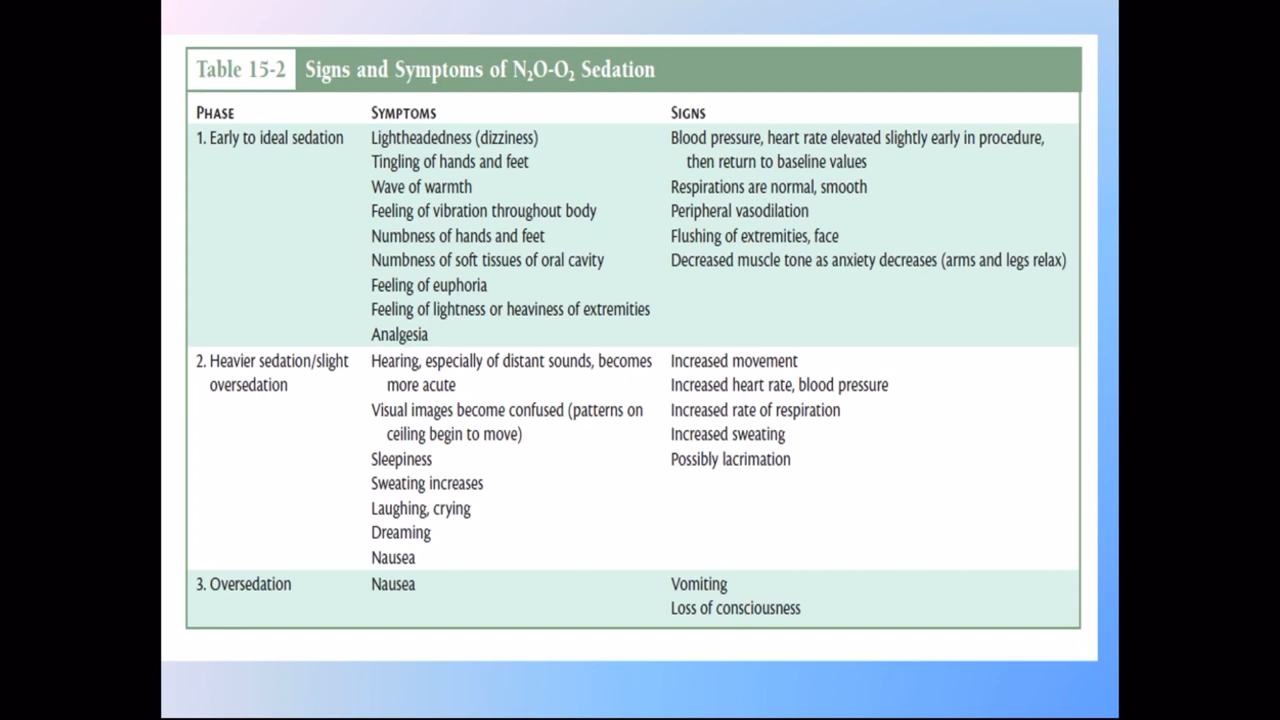 Table 15-2 Signs and Symptoms of N₂O-O₂ Sedation
PHASE SYMPTOMS SIGNS
1. Early to ideal sedation Lightheadedness (dizziness) Blood pressure, heart rate elevated slightly early in procedure,
Tingling of hands and feet then return to baseline values
Wave of warmth Respirations are normal, smooth
Feeling of vibration throughout body Peripheral vasodilation
Numbness of hands and feet Flushing of extremities, face
Numbness of soft tissues of oral cavity Decreased muscle tone as anxiety decreases (arms and legs relax)
Feeling of euphoria
Feeling of lightness or heaviness of extremities
Analgesia
2. Heavier sedation/slight Hearing, especially of distant sounds, becomes Increased movement
oversedation more acute Increased heart rate, blood pressure
Visual images become confused (patterns on Increased rate of respiration
ceiling begin to move) Increased sweating
Sleepiness Possibly lacrimation
Sweating increases
Laughing, crying
Dreaming
Nausea
3. Oversedation Nausea Vomiting
Loss of consciousness